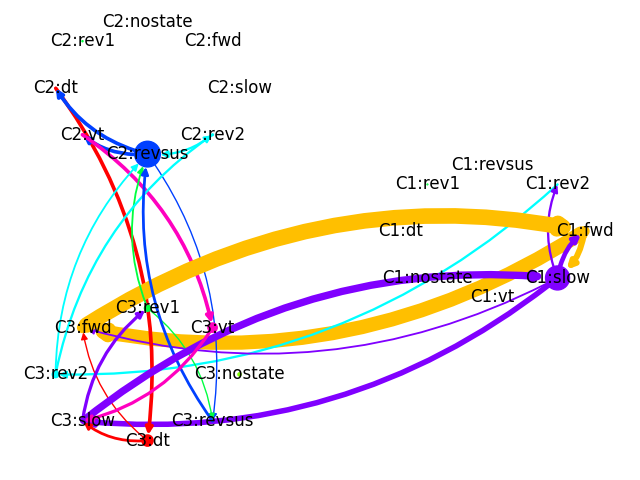 C2:nostate
C2:rev1
C2:fwd
C2:dt
C2:slow
C2:vt
C2:rev2
C2:revsus
C1:revsus
C1:rev1
C1:rev2
C1:dt
C1:fwd
C1:nostate
C1:slow
C1:vt
C3:rev1
C3:fwd
C3:vt
C3:rev2
C3:nostate
C3:slow
C3:revsus
C3:dt